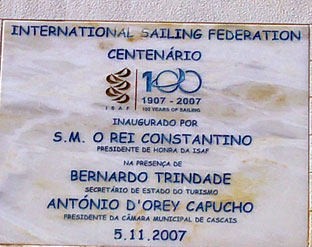 INTERNATIONAL SAILING FEDERATION
CENTENÁRIO
100
ISAF
1907 - 2007
100 YEARS OF SAILING
INAUGURADO POR
S.M. O REI CONSTANTINO
PRESIDENTE DE HONRA DA ISAF
NA PRESENÇA DE
BERNARDO TRINDADE
SECRETÁRIO DE ESTADO DO TURISMO
ANTÓNIO D'OREY CAPUCHO
PRESIDENTE DA CÂMARA MUNICIPAL DE CASCAIS
5.11.2007